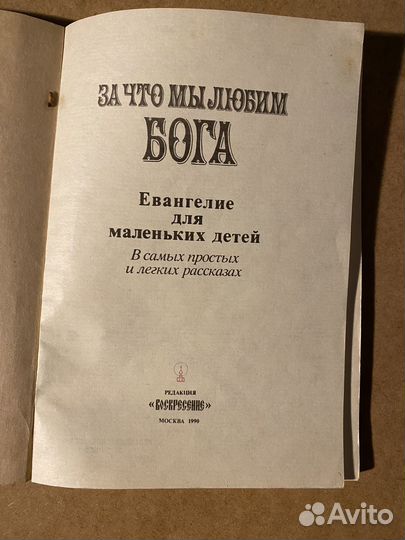 ЗА ЧТО МЫ ЛЮБИМ
БОГА
Евангелие
для
маленьких детей
В самых простых
и легких рассказах
РЕДАКЦИЯ
«ВОСКРЕСЕНИЕ»
МОСКВА 1990
Avito